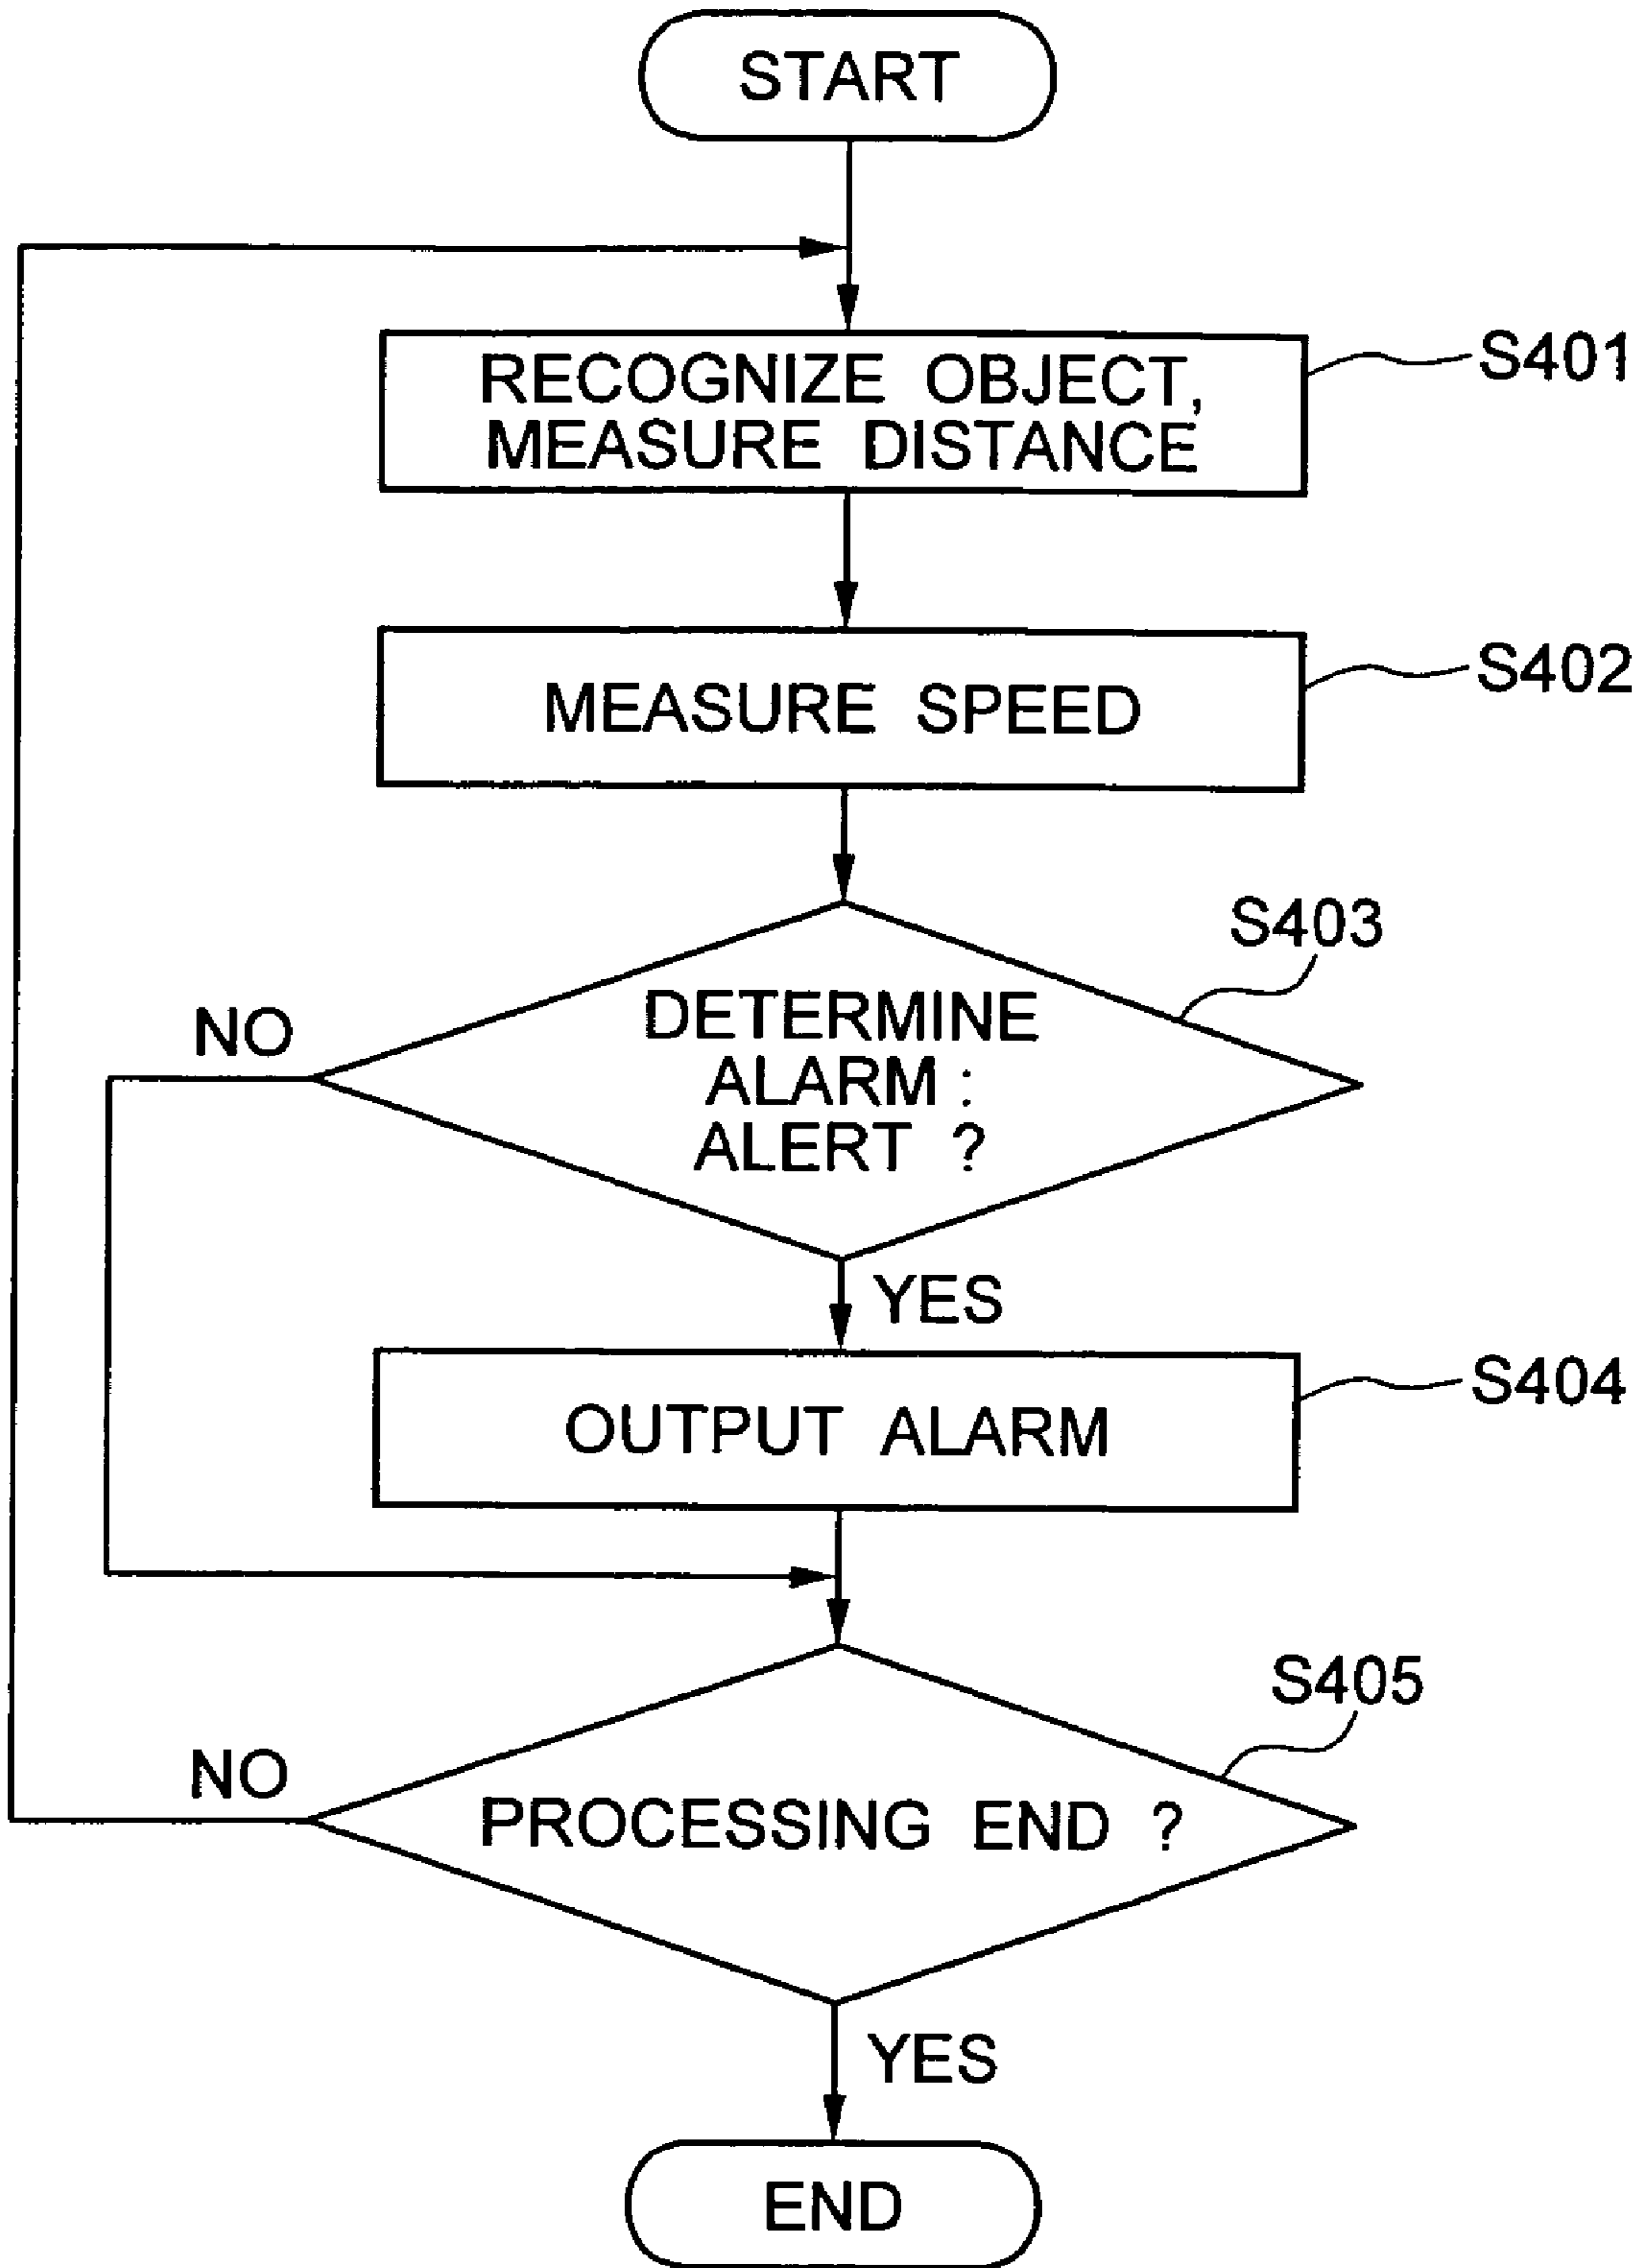 START
RECOGNIZE OBJECT,
MEASURE DISTANCE
S401
MEASURE SPEED
S402
S403
DETERMINE
ALARM :
ALERT ?
NO
YES
OUTPUT ALARM
S404
S405
PROCESSING END ?
NO
YES
END